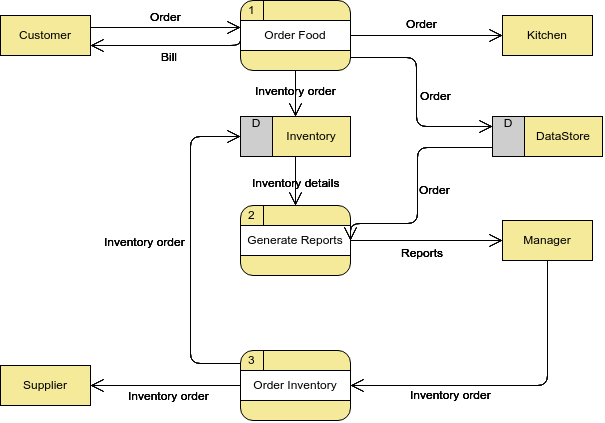 Order
1
Order
Customer
Order Food
Kitchen
Bill
Inventory order
Order
D
D
Inventory
DataStore
Inventory details
Order
2
Inventory order
Generate Reports
Manager
Reports
3
Supplier
Order Inventory
Inventory order
Inventory order